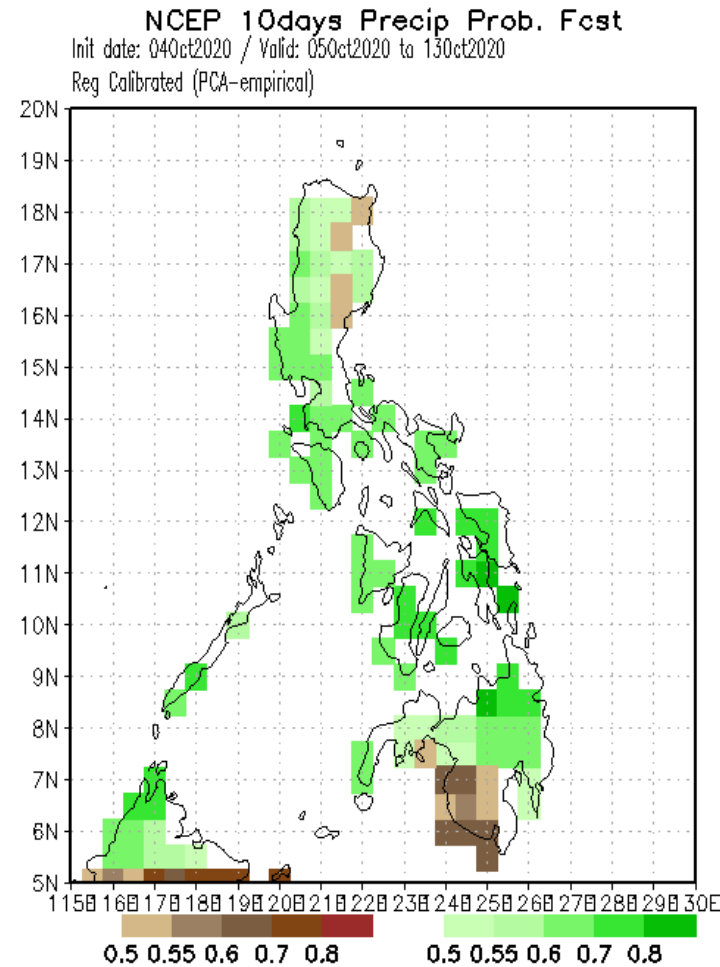 NCEP 10days Precip Prob. Fcst
Init date: 04Oct2020 / Valid: 05Oct2020 to 13Oct2020
Reg Calibrated (PCA-empirical)
20N
19N
18N
17N
16N
15N
14N
13N
12N
11N
10N
9N
8N
7N
6N
5N
115E 116E 117E 118E 119E 120E 121E 122E 123E 124E 125E 126E 127E 128E 129E 130E
0.5 0.55 0.6 0.7 0.8 0.5 0.55 0.6 0.7 0.8